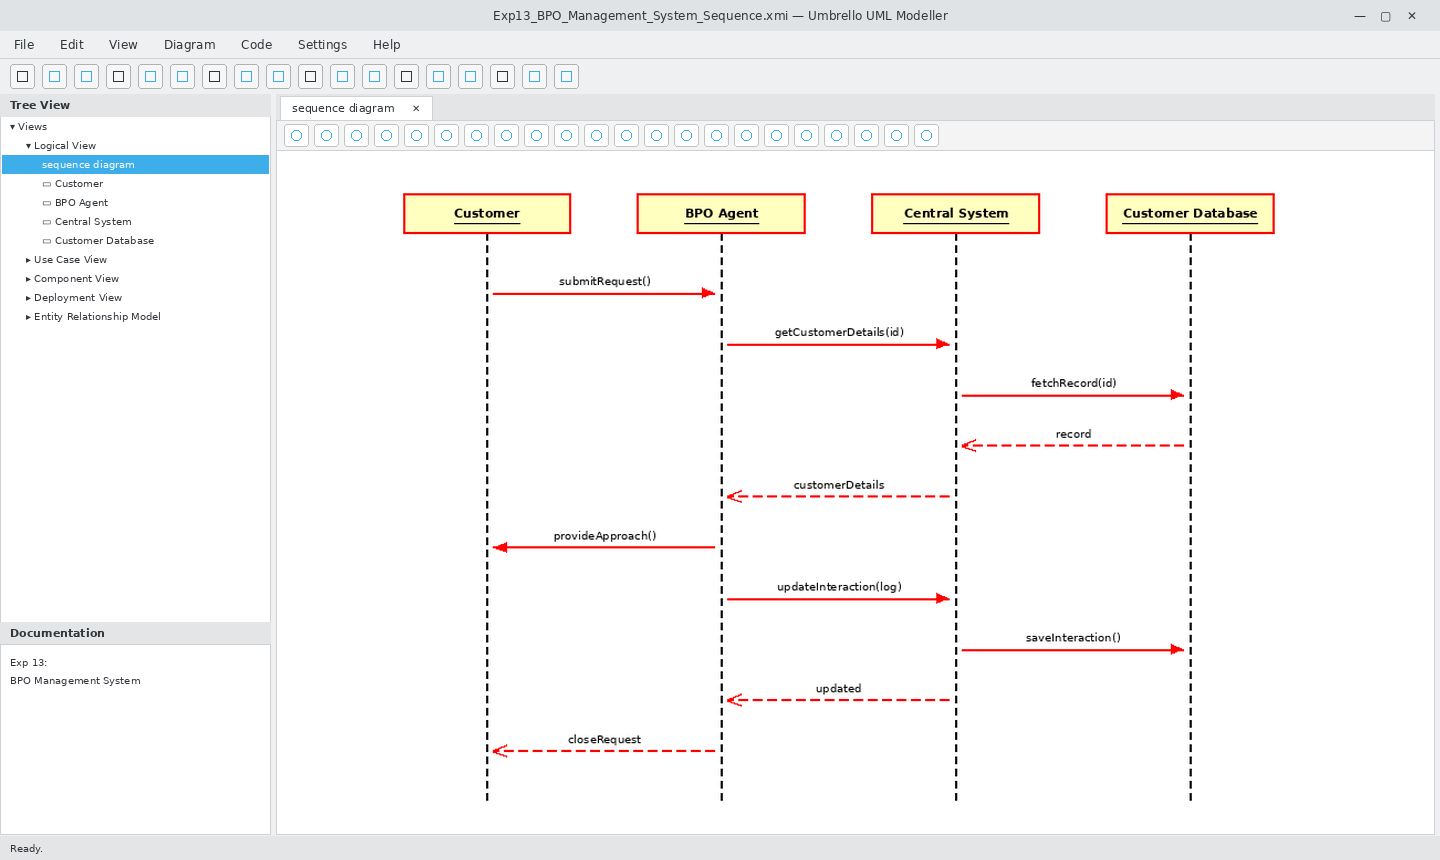 Exp13_BPO_Management_System_Sequence.xmi — Umbrello UML Modeller
File Edit View Diagram Code Settings Help
Tree View
Views
Logical View
sequence diagram
Customer
BPO Agent
Central System
Customer Database
Use Case View
Component View
Deployment View
Entity Relationship Model
Documentation
Exp 13:
BPO Management System
sequence diagram
Customer BPO Agent Central System Customer Database
submitRequest()
getCustomerDetails(id)
fetchRecord(id)
record
customerDetails
provideApproach()
updateInteraction(log)
saveInteraction()
updated
closeRequest
Ready.